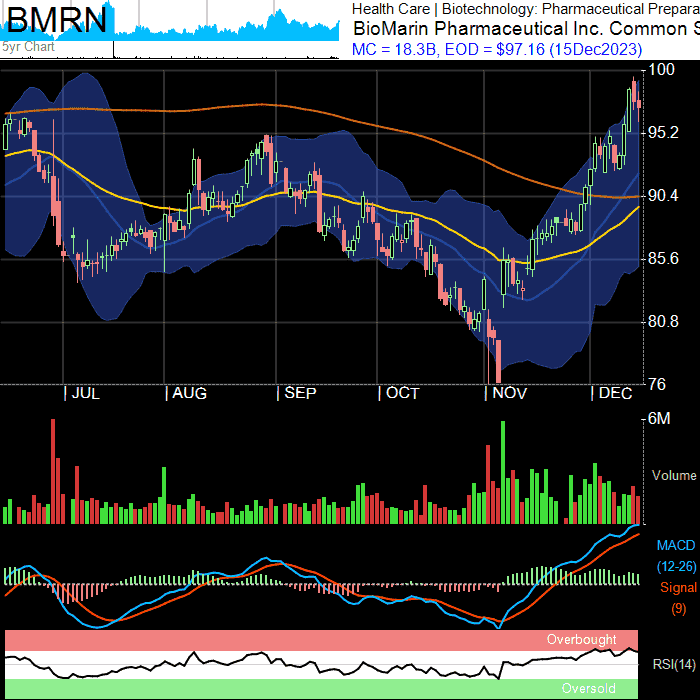 BMRN
5yr Chart
Health Care | Biotechnology: Pharmaceutical Prepara
BioMarin Pharmaceutical Inc. Common S
MC = 18.3B, EOD = $97.16 (15Dec2023)
100
95.2
90.4
85.6
80.8
76
JUL AUG SEP OCT NOV DEC
6M
Volume
MACD
(12-26)
Signal
(9)
Overbought
RSI(14)
Oversold